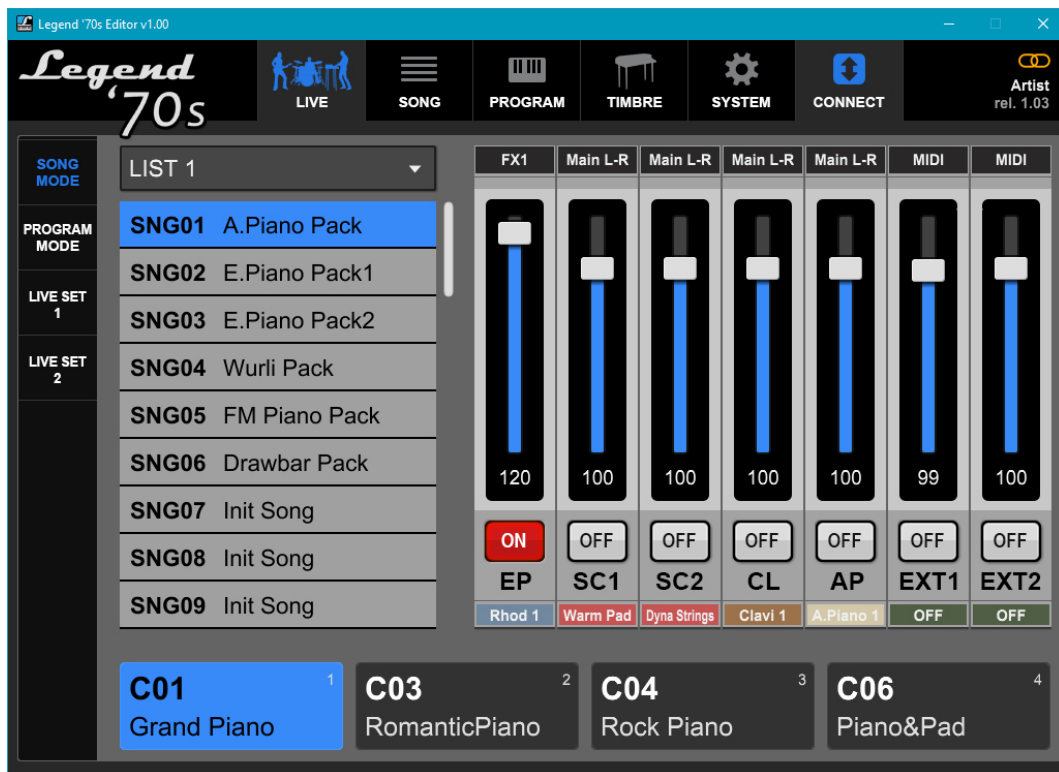 Legend '70s Editor v1.00
Legend
'70s
LIVE
SONG
PROGRAM
TIMBRE
SYSTEM
CONNECT
Artist
rel. 1.03
SONG
MODE
PROGRAM
MODE
LIVE SET
1
LIVE SET
2
LIST 1
SNG01 A.Piano Pack
SNG02 E.Piano Pack1
SNG03 E.Piano Pack2
SNG04 Wurli Pack
SNG05 FM Piano Pack
SNG06 Drawbar Pack
SNG07 Init Song
SNG08 Init Song
SNG09 Init Song
FX1 Main L-R Main L-R Main L-R Main L-R MIDI MIDI
120 100 100 100 100 99 100
ON OFF OFF OFF OFF OFF OFF
EP SC1 SC2 CL AP EXT1 EXT2
Rhod 1 Warm Pad Dyna Strings Clavi 1 A.Piano 1 OFF OFF
C01 1
Grand Piano
C03 2
RomanticPiano
C04 3
Rock Piano
C06 4
Piano&Pad